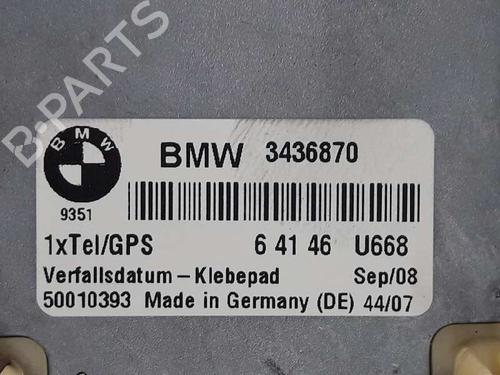 B-PARTS
BMW
BMW 3436870
9351
1xTel/GPS 6 41 46 U668
Verfallsdatum - Klebepad Sep/08
50010393 Made in Germany (DE) 44/07